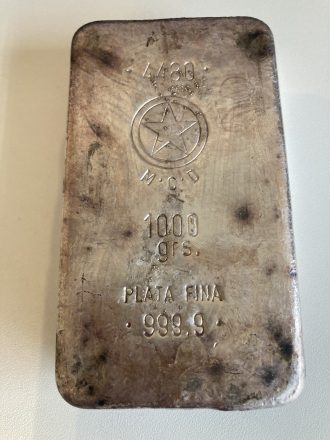 · 4480 ·
M·C·D
1000
grs.
PLATA FINA
· 999,9 ·